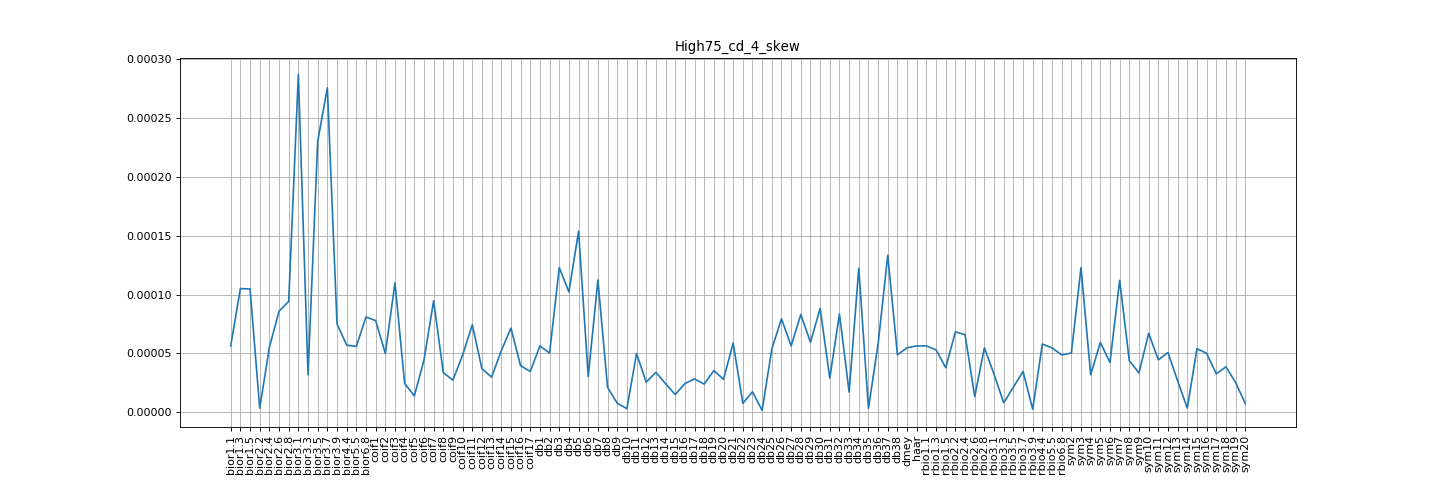 High75_cd_4_skew
0.00030
0.00025
0.00020
0.00015
0.00010
0.00005
0.00000
bior1.1
bior1.3
bior1.5
bior2.2
bior2.4
bior2.6
bior2.8
bior3.1
bior3.3
bior3.5
bior3.7
bior3.9
bior4.4
bior5.5
bior6.8
coif1
coif2
coif3
coif4
coif5
coif6
coif7
coif8
coif9
coif10
coif11
coif12
coif13
coif14
coif15
coif16
coif17
db1
db2
db3
db4
db5
db6
db7
db8
db9
db10
db11
db12
db13
db14
db15
db16
db17
db18
db19
db20
db21
db22
db23
db24
db25
db26
db27
db28
db29
db30
db31
db32
db33
db34
db35
db36
db37
db38
dmey
haar
rbio1.1
rbio1.3
rbio1.5
rbio2.2
rbio2.4
rbio2.6
rbio2.8
rbio3.1
rbio3.3
rbio3.5
rbio3.7
rbio3.9
rbio4.4
rbio5.5
rbio6.8
sym2
sym3
sym4
sym5
sym6
sym7
sym8
sym9
sym10
sym11
sym12
sym13
sym14
sym15
sym16
sym17
sym18
sym19
sym20